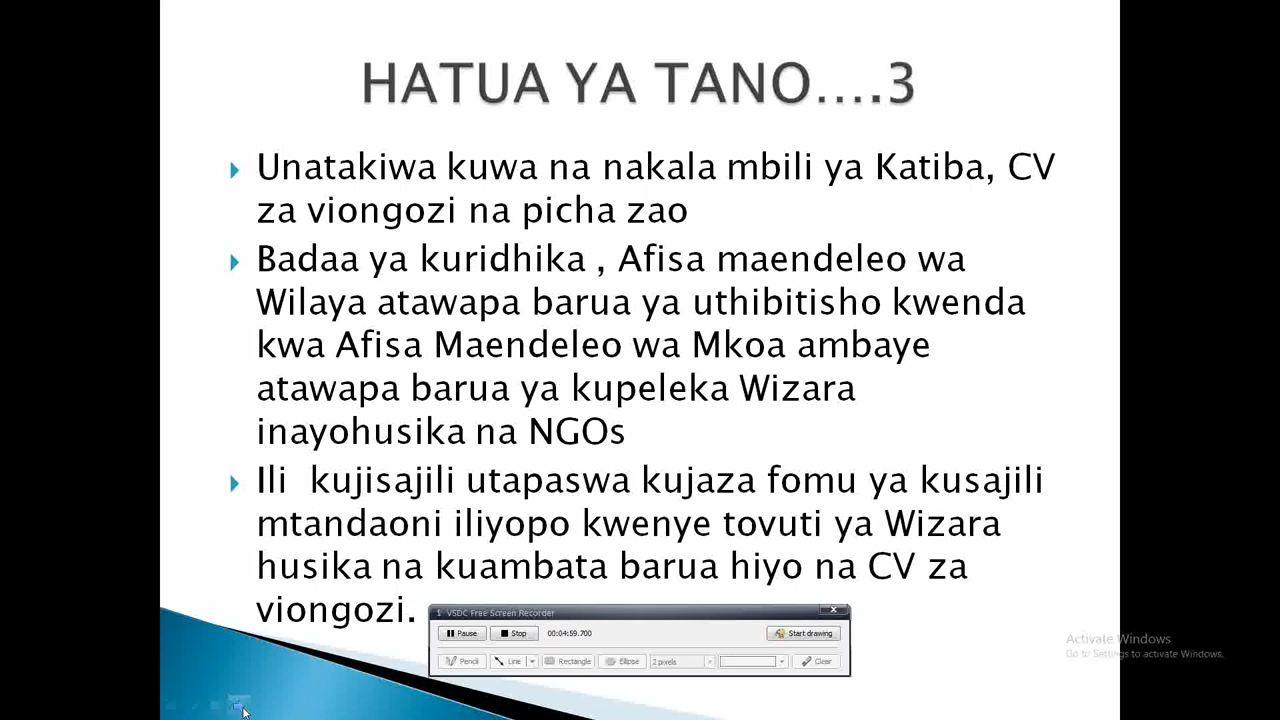 HATUA YA TANO….3
Unatakiwa kuwa na nakala mbili ya Katiba, CV
za viongozi na picha zao
Badaa ya kuridhika , Afisa maendeleo wa
Wilaya atawapa barua ya uthibitisho kwenda
kwa Afisa Maendeleo wa Mkoa ambaye
atawapa barua ya kupeleka Wizara
inayohusika na NGOs
Ili  kujisajili utapaswa kujaza fomu ya kusajili
mtandaoni iliyopo kwenye tovuti ya Wizara
husika na kuambata barua hiyo na CV za
viongozi.
VSDC Free Screen Recorder
Pause Stop 00:04:59.700 Start drawing
Pencil Line Rectangle Ellipse 2 pixels Clear
Activate Windows
Go to Settings to activate Windows.